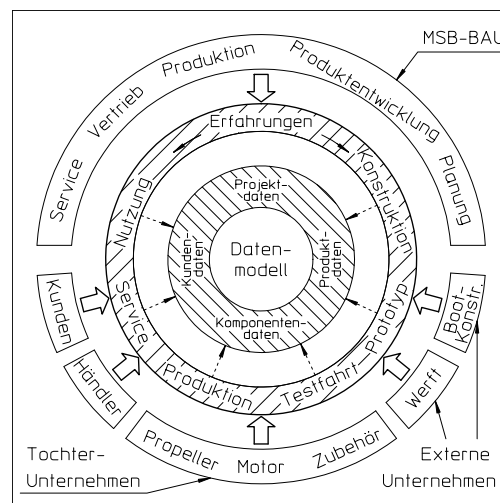 MSB-BAU
Service Vertrieb Produktion Produktentwicklung Planung
Erfahrungen
Konstruktion
Prototyp
Testfahrt
Produktion
Service
Nutzung
Projekt-
daten
Produkt-
daten
Komponenten-
daten
Kunden-
daten
Daten-
modell
Kunden
Händler
Propeller Motor Zubehör
Werft
Boot-
Konstr.
Tochter-
Unternehmen
Externe
Unternehmen